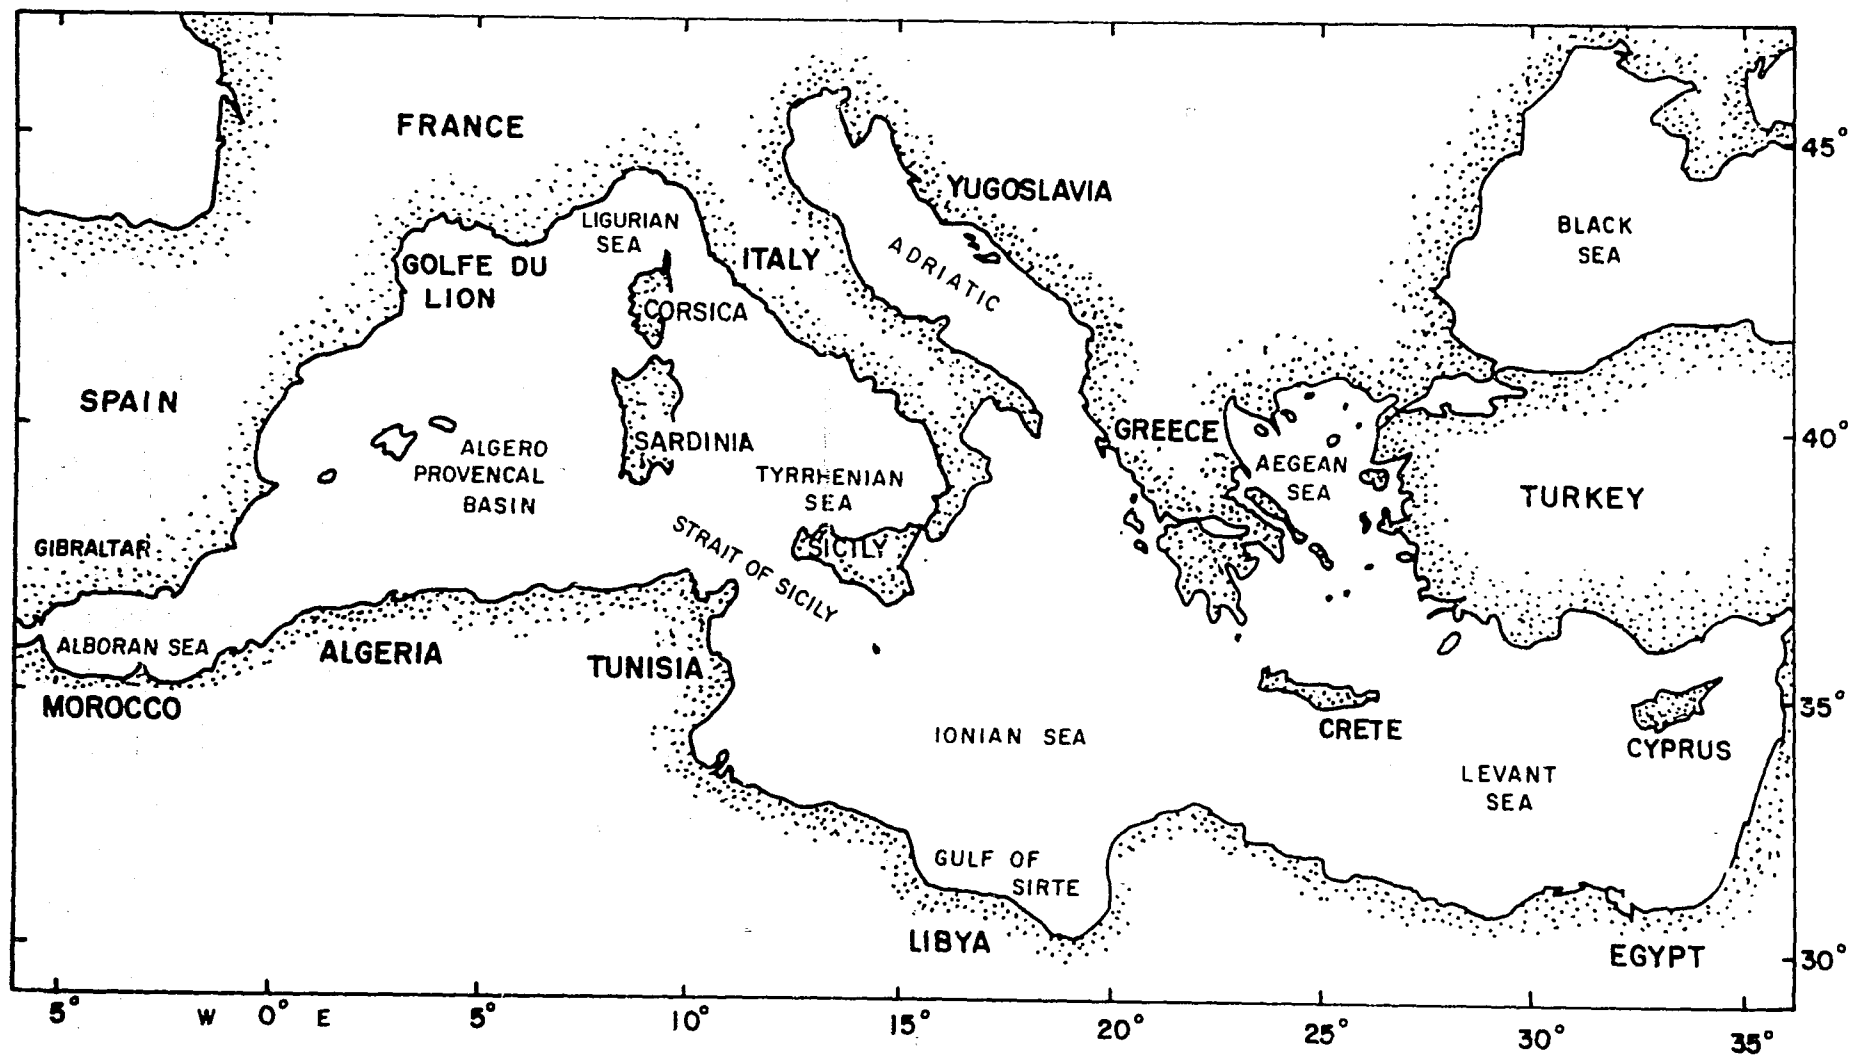 FRANCE
45°
YUGOSLAVIA
LIGURIAN
SEA
BLACK
SEA
ITALY
ADRIATIC
GOLFE DU
LION
CORSICA
SPAIN
GREECE
40°
SARDINIA
ALGERO
PROVENCAL
BASIN
AEGEAN
SEA
TYRRHENIAN
SEA
TURKEY
GIBRALTAR
SICILY
STRAIT OF SICILY
ALBORAN SEA
ALGERIA
TUNISIA
MOROCCO
35°
CRETE
IONIAN SEA
CYPRUS
LEVANT
SEA
GULF OF
SIRTE
LIBYA
EGYPT
30°
5° W 0° E 5° 10° 15° 20° 25° 30° 35°